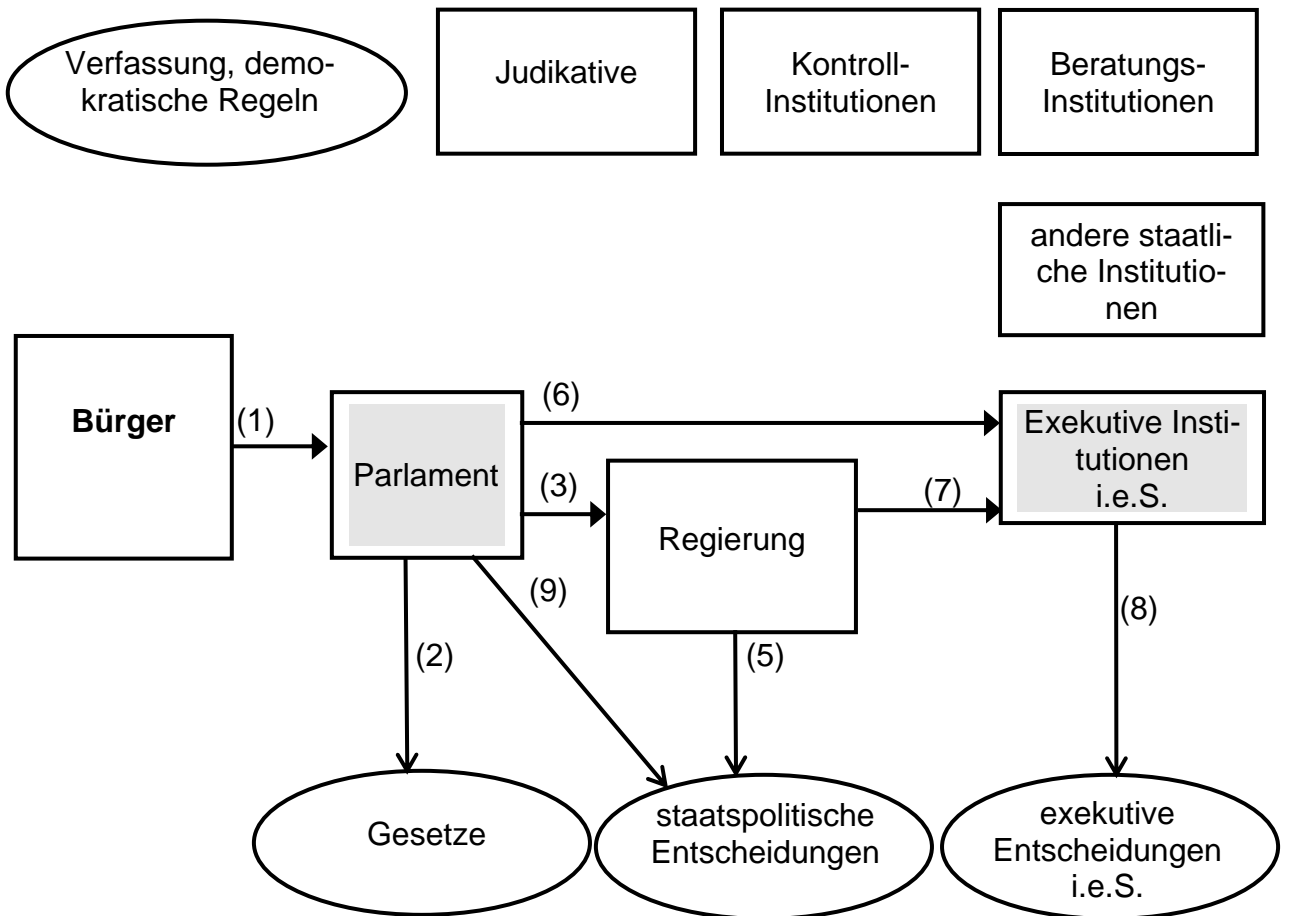 Verfassung, demo-
kratische Regeln
Judikative
Kontroll-
Institutionen
Beratungs-
Institutionen
andere staatli-
che Institutio-
nen
Bürger
(1)
Parlament
(6)
(3)
Regierung
(7)
Exekutive Insti-
tutionen
i.e.S.
(2)
(9)
(5)
(8)
Gesetze
staatspolitische
Entscheidungen
exekutive
Entscheidungen
i.e.S.